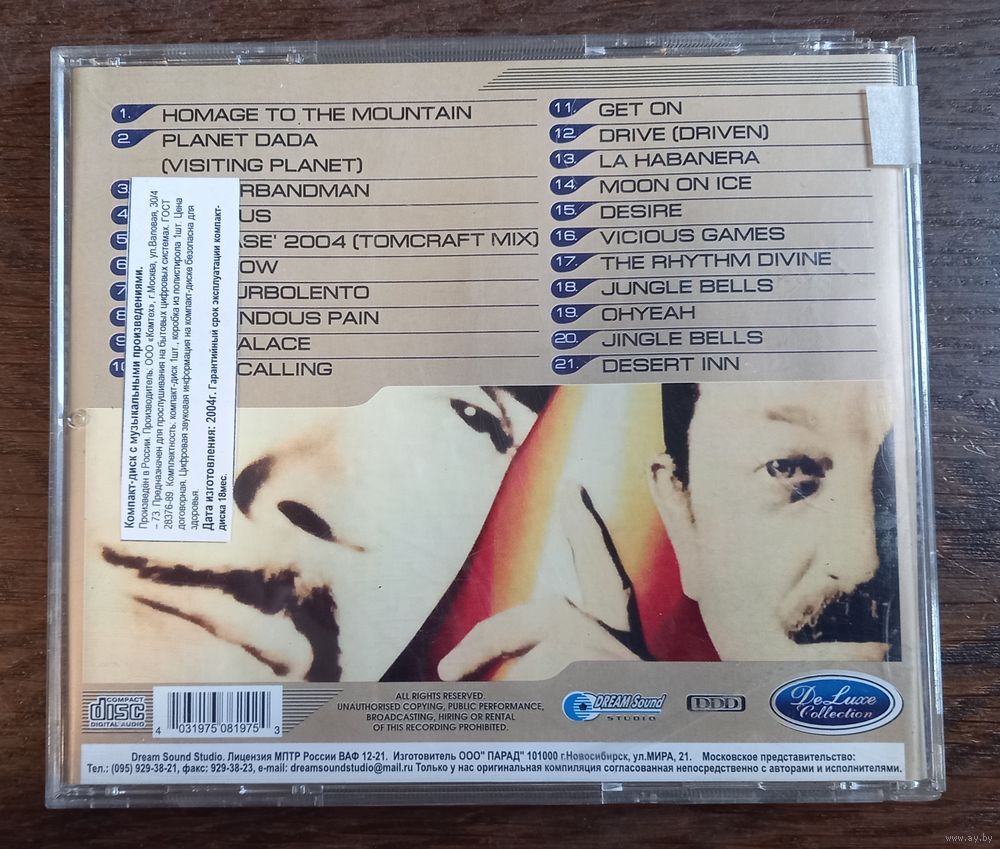 1. HOMAGE TO THE MOUNTAIN
2. PLANET DADA
(VISITING PLANET)
3. RBANDMAN
4 US
5 ASE' 2004 (TOMCRAFT MIX)
6 OW
7 URBOLENTO
8 NDOUS PAIN
9 ALACE
10 CALLING
11. GET ON
12. DRIVE (DRIVEN)
13. LA HABANERA
14. MOON ON ICE
15. DESIRE
16. VICIOUS GAMES
17. THE RHYTHM DIVINE
18. JUNGLE BELLS
19. OHYEAH
20. JINGLE BELLS
21. DESERT INN
Компакт-диск с музыкальными произведениями.
Произведен в России. Производитель: ООО «Комтех», г.Москва, ул.Валовая, 30/4
– 73. Предназначен для прослушивания на бытовых цифровых системах. ГОСТ
28376-89. Комплектность: компакт-диск 1шт., коробка из полистирола 1шт. Цена
договорная. Цифровая звуковая информация на компакт-диске безопасна для
здоровья.
Дата изготовления: 2004г. Гарантийный срок эксплуатации компакт-
диска 18мес.
COMPACT
disc
DIGITAL AUDIO
4 031975 081975 3
ALL RIGHTS RESERVED.
UNAUTHORISED COPYING, PUBLIC PERFORMANCE,
BROADCASTING, HIRING OR RENTAL
OF THIS RECORDING PROHIBITED.
DREAM Sound
STUDIO
DDD
DeLuxe
Collection
Dream Sound Studio. Лицензия МПТР России ВАФ 12-21. Изготовитель ООО" ПАРАД" 101000 г.Новосибирск, ул.МИРА, 21. Московское представительство:
Тел.: (095) 929-38-21, факс: 929-38-23, e-mail: dreamsoundstudio@mail.ru Только у нас оригинальная компиляция согласованная непосредственно с авторами и исполнителями.
www.ay.by